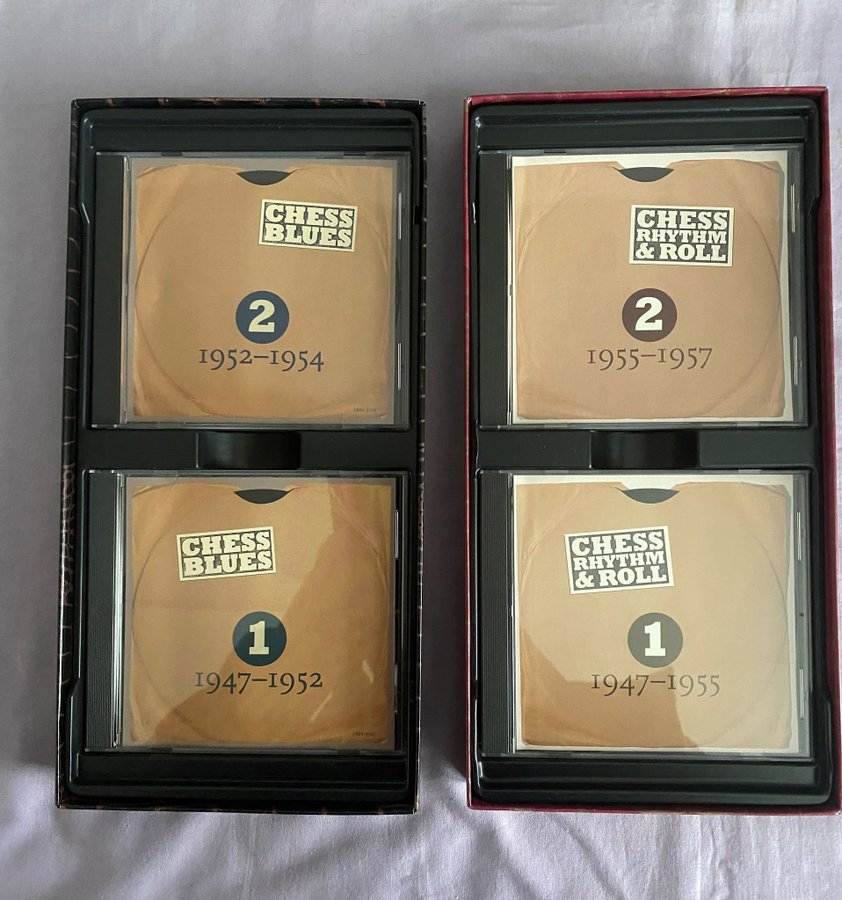 CHESS
BLUES
2
1952–1954
CHESS
BLUES
1
1947–1952
CHESS
RHYTHM
& ROLL
2
1955–1957
CHESS
RHYTHM
& ROLL
1
1947–1955